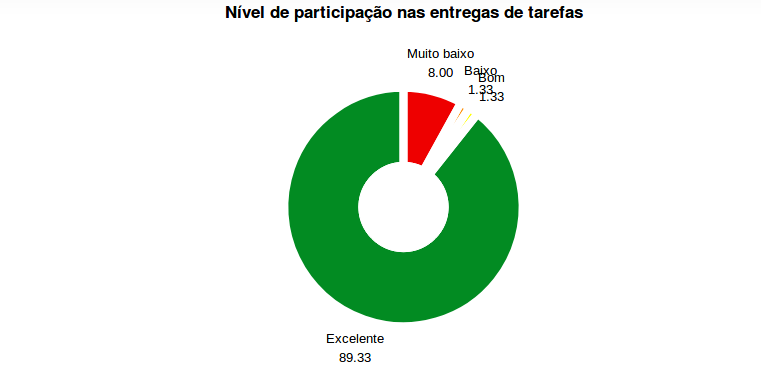 Nível de participação nas entregas de tarefas
Muito baixo
8.00
Baixo
1.33
Bom
1.33
Excelente
89.33